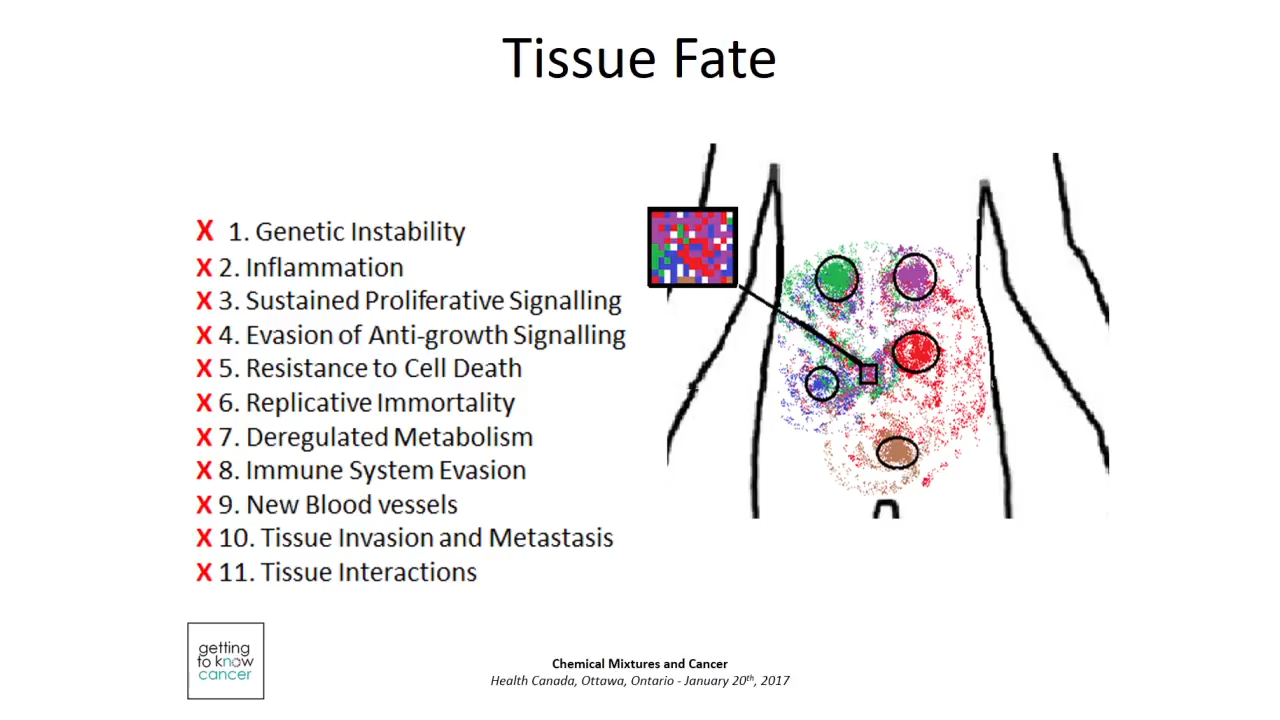 Tissue Fate
X 1. Genetic Instability
X 2. Inflammation
X 3. Sustained Proliferative Signalling
X 4. Evasion of Anti-growth Signalling
X 5. Resistance to Cell Death
X 6. Replicative Immortality
X 7. Deregulated Metabolism
X 8. Immune System Evasion
X 9. New Blood vessels
X 10. Tissue Invasion and Metastasis
X 11. Tissue Interactions
getting
to know
cancer
Chemical Mixtures and Cancer
Health Canada, Ottawa, Ontario - January 20th, 2017